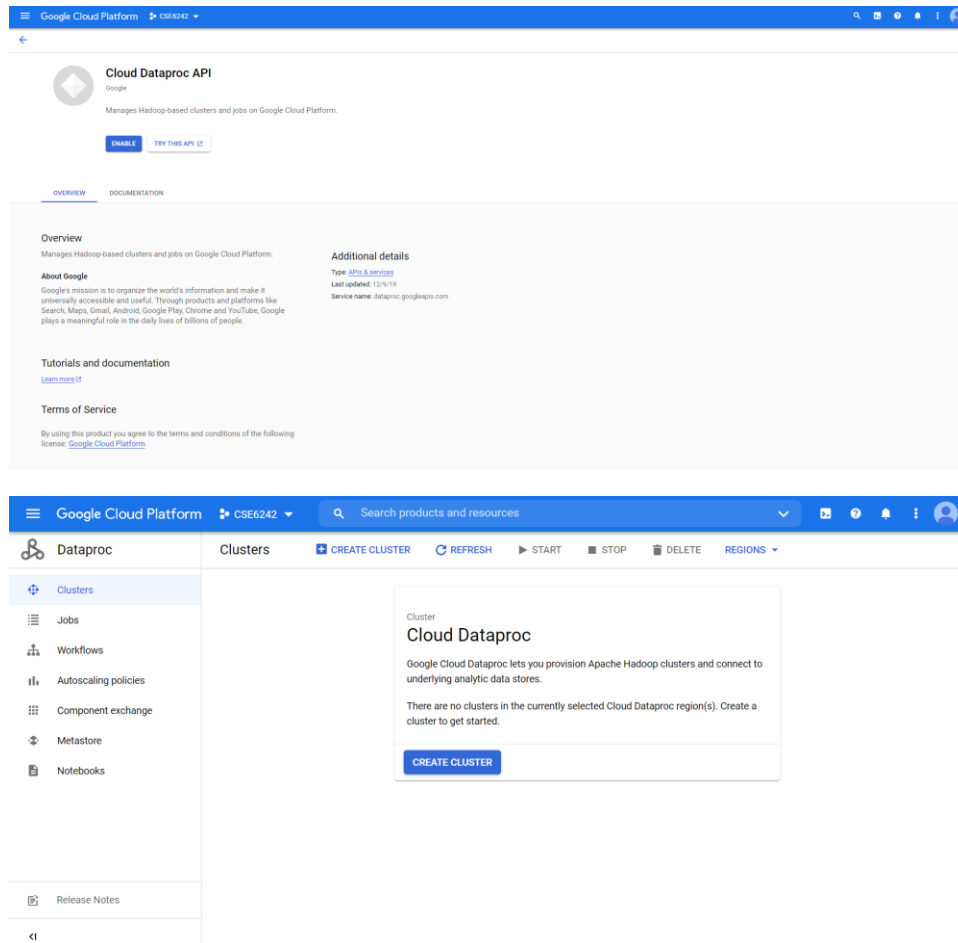 Google Cloud Platform CSE6242
Cloud Dataproc API
Google
Manages Hadoop-based clusters and jobs on Google Cloud Platform.
ENABLE TRY THIS API
OVERVIEW DOCUMENTATION
Overview
Manages Hadoop-based clusters and jobs on Google Cloud Platform.
About Google
Google's mission is to organize the world's information and make it
universally accessible and useful. Through products and platforms like
Search, Maps, Gmail, Android, Google Play, Chrome and YouTube, Google
plays a meaningful role in the daily lives of billions of people.
Additional details
Type: APIs & services
Last updated: 12/9/19
Service name: dataproc.googleapis.com
Tutorials and documentation
Learn more
Terms of Service
By using this product you agree to the terms and conditions of the following
license: Google Cloud Platform.
Google Cloud Platform CSE6242 Search products and resources
Dataproc Clusters CREATE CLUSTER REFRESH START STOP DELETE REGIONS
Clusters
Jobs
Workflows
Autoscaling policies
Component exchange
Metastore
Notebooks
Cluster
Cloud Dataproc
Google Cloud Dataproc lets you provision Apache Hadoop clusters and connect to
underlying analytic data stores.
There are no clusters in the currently selected Cloud Dataproc region(s). Create a
cluster to get started.
CREATE CLUSTER
Release Notes